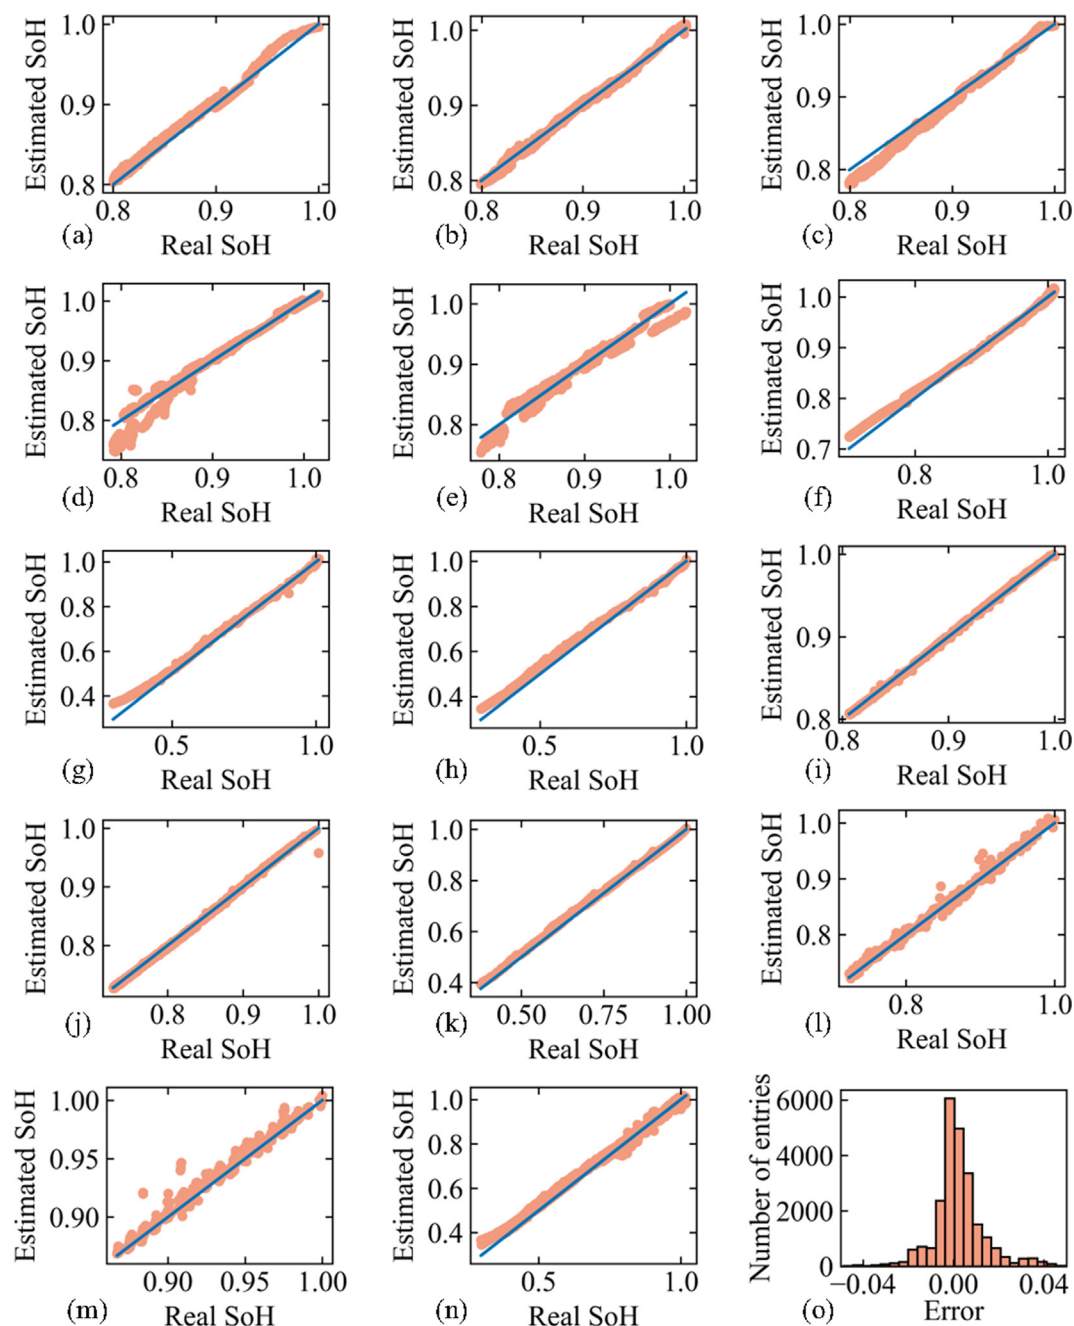 Estimated SoH
1.0
0.9
0.8
0.8 0.9 1.0
(a) Real SoH
Estimated SoH
1.0
0.9
0.8
0.8 0.9 1.0
(b) Real SoH
Estimated SoH
1.0
0.9
0.8
0.8 0.9 1.0
(c) Real SoH
Estimated SoH
1.0
0.9
0.8
0.8 0.9 1.0
(d) Real SoH
Estimated SoH
1.0
0.9
0.8
0.8 0.9 1.0
(e) Real SoH
Estimated SoH
1.0
0.9
0.8
0.7
0.8 1.0
(f) Real SoH
Estimated SoH
1.0
0.8
0.6
0.4
0.5 1.0
(g) Real SoH
Estimated SoH
1.0
0.8
0.6
0.4
0.5 1.0
(h) Real SoH
Estimated SoH
1.0
0.9
0.8
0.8 0.9 1.0
(i) Real SoH
Estimated SoH
1.0
0.9
0.8
0.8 0.9 1.0
(j) Real SoH
Estimated SoH
1.0
0.8
0.6
0.4
0.50 0.75 1.00
(k) Real SoH
Estimated SoH
1.0
0.9
0.8
0.8 1.0
(l) Real SoH
Estimated SoH
1.00
0.95
0.90
0.90 0.95 1.00
(m) Real SoH
Estimated SoH
1.0
0.8
0.6
0.4
0.5 1.0
(n) Real SoH
Number of entries
6000
4000
2000
0
−0.04 0.00 0.04
(o) Error